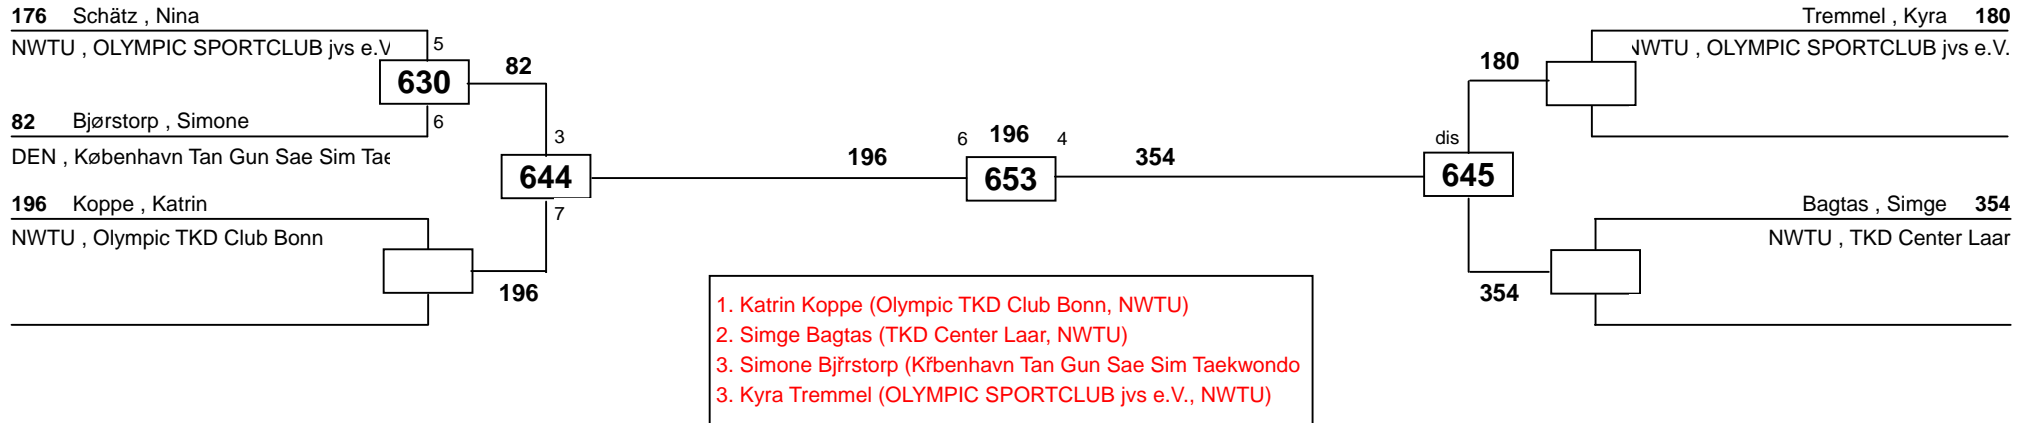 176 Schätz , Nina
NWTU , OLYMPIC SPORTCLUB jvs e.V
5
630
82
6
82 Bjørstorp , Simone
DEN , København Tan Gun Sae Sim Tae
3
644
7
196 Koppe , Katrin
NWTU , Olympic TKD Club Bonn
196
196
6 196 4
653
354
Tremmel , Kyra 180
NWTU , OLYMPIC SPORTCLUB jvs e.V.
180
dis
645
Bagtas , Simge 354
NWTU , TKD Center Laar
354
1. Katrin Koppe (Olympic TKD Club Bonn, NWTU)
2. Simge Bagtas (TKD Center Laar, NWTU)
3. Simone Bjřrstorp (Křbenhavn Tan Gun Sae Sim Taekwondo
3. Kyra Tremmel (OLYMPIC SPORTCLUB jvs e.V., NWTU)